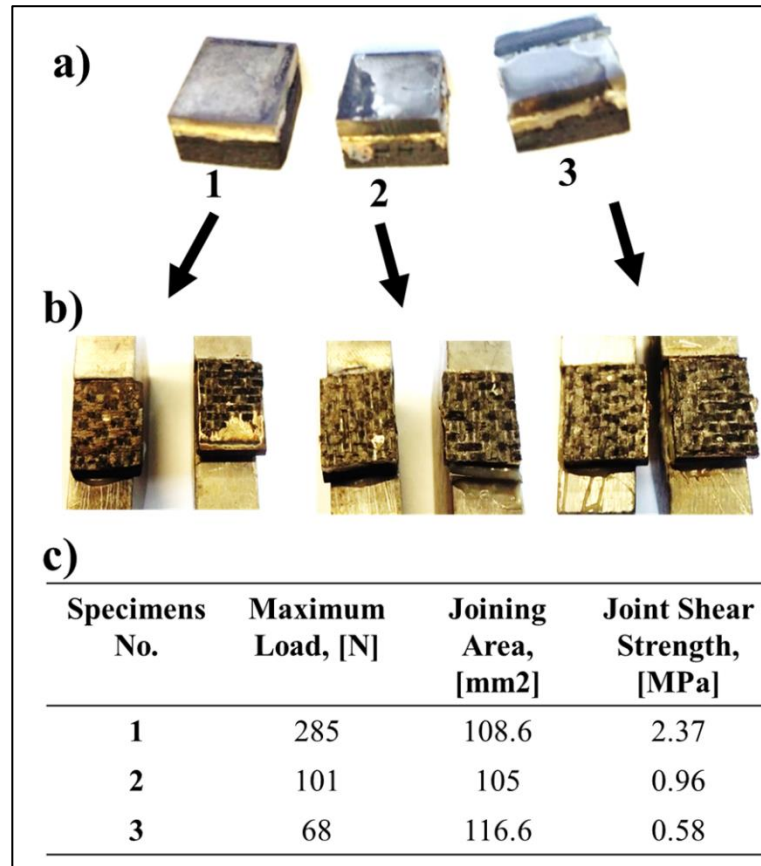 a)
1
2
3
b)
c)
Specimens No. Maximum Load, [N] Joining Area, [mm2] Joint Shear Strength, [MPa]
1 285 108.6 2.37
2 101 105 0.96
3 68 116.6 0.58